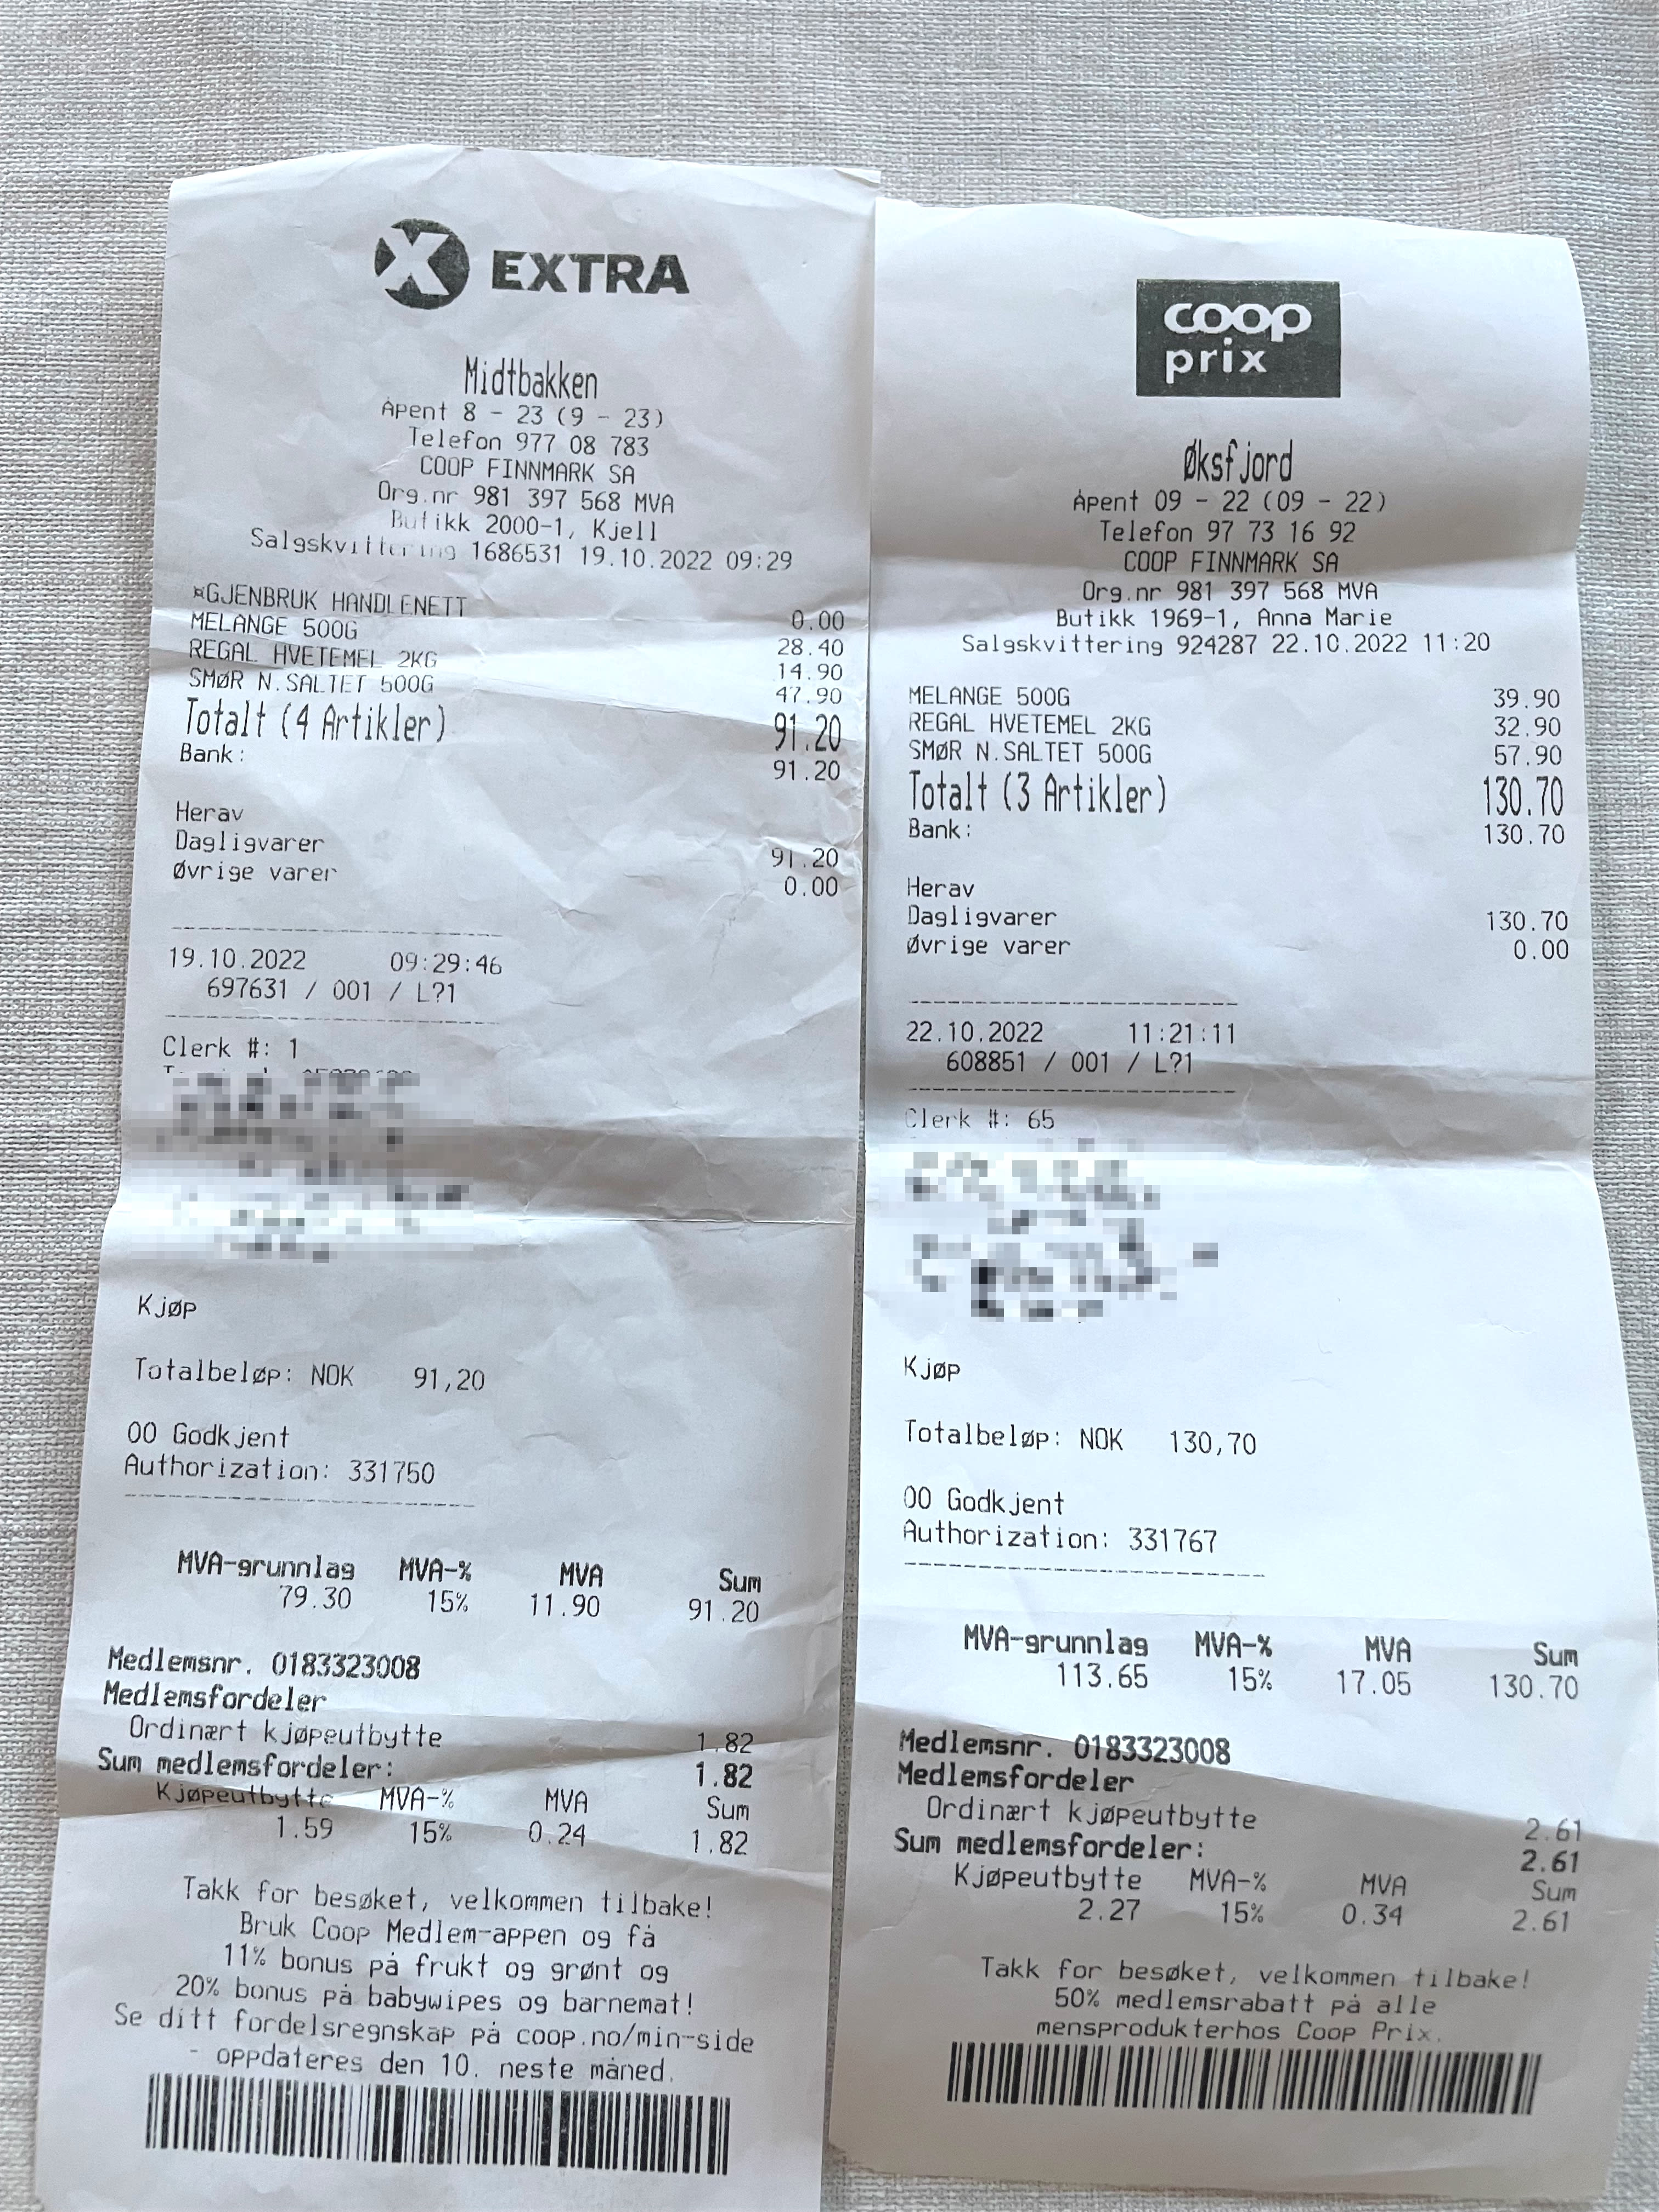 X EXTRA
Midtbakken
Åpent 8 - 23 (9 - 23)
Telefon 977 08 783
COOP FINNMARK SA
Org.nr 981 397 568 MVA
Butikk 2000-1, Kjell
Salgskvittering 1686531 19.10.2022 09:29
¤GJENBRUK HANDLENETT 0.00
MELANGE 500G 28.40
REGAL HVETEMEL 2KG 14.90
SMØR N.SALTET 500G 47.90
Totalt (4 Artikler) 91.20
Bank: 91.20
Herav
Dagligvarer 91.20
Øvrige varer 0.00
19.10.2022 09:29:46
697631 / 001 / L?1
Clerk #: 1
Kjøp
Totalbeløp: NOK 91,20
00 Godkjent
Authorization: 331750
MVA-grunnlag MVA-% MVA Sum
79.30 15% 11.90 91.20
Medlemsnr. 0183323008
Medlemsfordeler
Ordinært kjøpeutbytte 1.82
Sum medlemsfordeler: 1.82
Kjøpeutbytte MVA-% MVA Sum
1.59 15% 0.24 1.82
Takk for besøket, velkommen tilbake!
Bruk Coop Medlem-appen og få
11% bonus på frukt og grønt og
20% bonus på babywipes og barnemat!
Se ditt fordelsregnskap på coop.no/min-side
- oppdateres den 10. neste måned.
coop
prix
Øksfjord
Åpent 09 - 22 (09 - 22)
Telefon 97 73 16 92
COOP FINNMARK SA
Org.nr 981 397 568 MVA
Butikk 1969-1, Anna Marie
Salgskvittering 924287 22.10.2022 11:20
MELANGE 500G 39.90
REGAL HVETEMEL 2KG 32.90
SMØR N.SALTET 500G 57.90
Totalt (3 Artikler) 130.70
Bank: 130.70
Herav
Dagligvarer 130.70
Øvrige varer 0.00
22.10.2022 11:21:11
608851 / 001 / L?1
Clerk #: 65
Kjøp
Totalbeløp: NOK 130,70
00 Godkjent
Authorization: 331767
MVA-grunnlag MVA-% MVA Sum
113.65 15% 17.05 130.70
Medlemsnr. 0183323008
Medlemsfordeler
Ordinært kjøpeutbytte 2.61
Sum medlemsfordeler: 2.61
Kjøpeutbytte MVA-% MVA Sum
2.27 15% 0.34 2.61
Takk for besøket, velkommen tilbake!
50% medlemsrabatt på alle
mensprodukterhos Coop Prix.